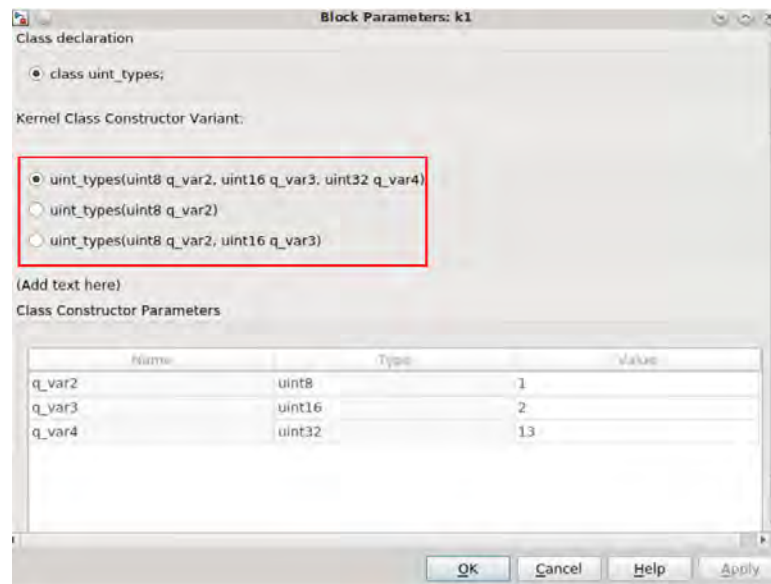 Block Parameters: k1
Class declaration
class uint_types;
Kernel Class Constructor Variant:
uint_types(uint8 q_var2, uint16 q_var3, uint32 q_var4)
uint_types(uint8 q_var2)
uint_types(uint8 q_var2, uint16 q_var3)
(Add text here)
Class Constructor Parameters
Name Type Value
q_var2 uint8 1
q_var3 uint16 2
q_var4 uint32 13
OK Cancel Help Apply